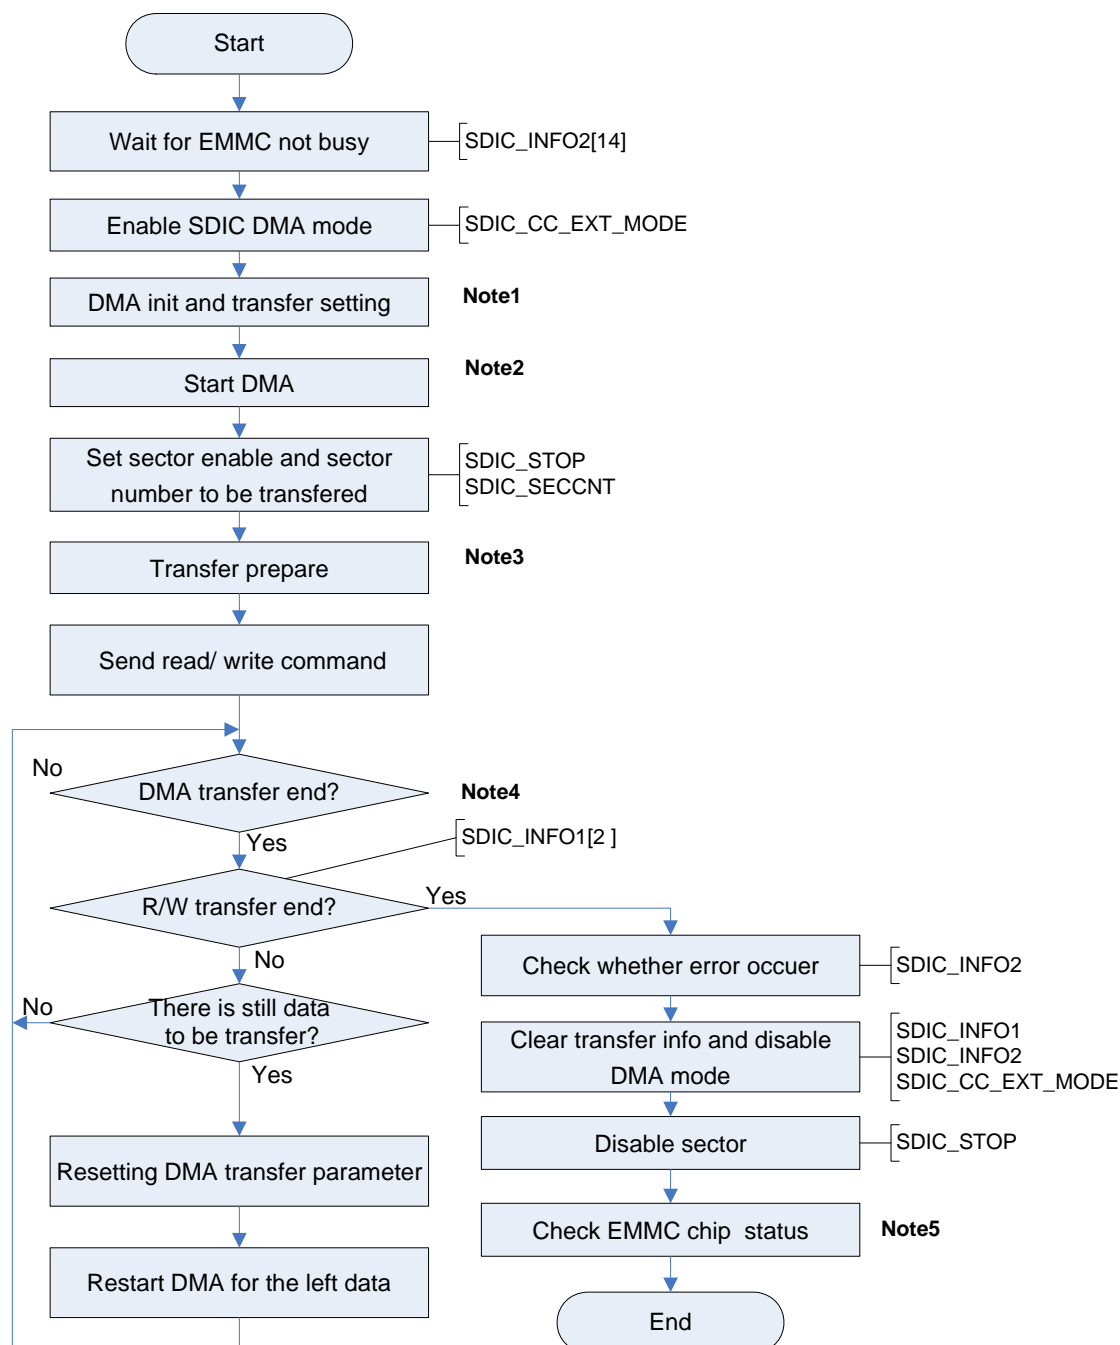 Start
Wait for EMMC not busy
SDIC_INFO2[14]
Enable SDIC DMA mode
SDIC_CC_EXT_MODE
DMA init and transfer setting
Note1
Start DMA
Note2
Set sector enable and sector
number to be transfered
SDIC_STOP
SDIC_SECCNT
Transfer prepare
Note3
Send read/ write command
No
DMA transfer end?
Note4
Yes
SDIC_INFO1[2 ]
R/W transfer end?
Yes
No
Check whether error occuer
SDIC_INFO2
No
There is still data
to be transfer?
Yes
Clear transfer info and disable
DMA mode
SDIC_INFO1
SDIC_INFO2
SDIC_CC_EXT_MODE
Disable sector
SDIC_STOP
Resetting DMA transfer parameter
Check EMMC chip  status
Note5
Restart DMA for the left data
End